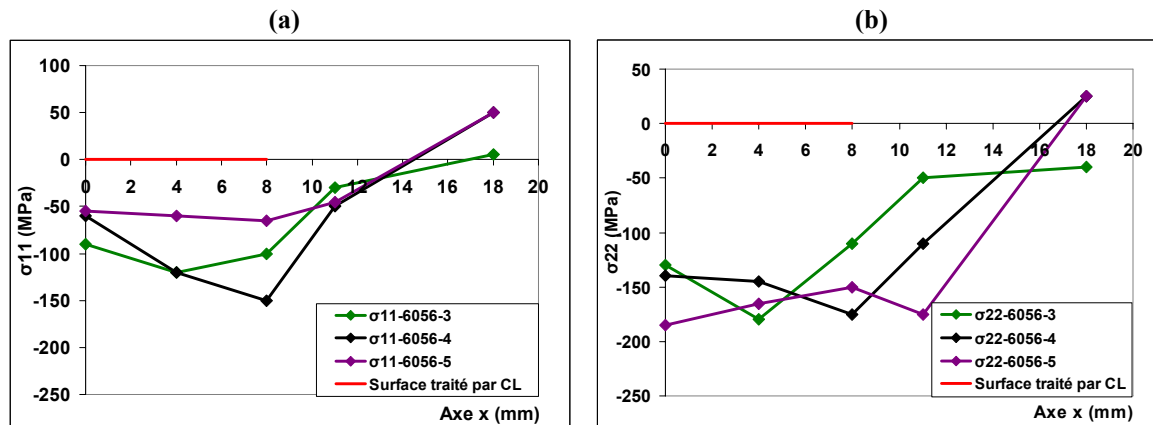 (a)
100
50
0
-50
-100
-150
-200
-250
0 2 4 6 8 10 12 14 16 18 20
σ11 (MPa)
σ11-6056-3
σ11-6056-4
σ11-6056-5
Surface traité par CL
Axe x (mm)
(b)
50
0
-50
-100
-150
-200
-250
0 2 4 6 8 10 12 14 16 18 20
σ22 (MPa)
σ22-6056-3
σ22-6056-4
σ22-6056-5
Surface traité par CL
Axe x (mm)